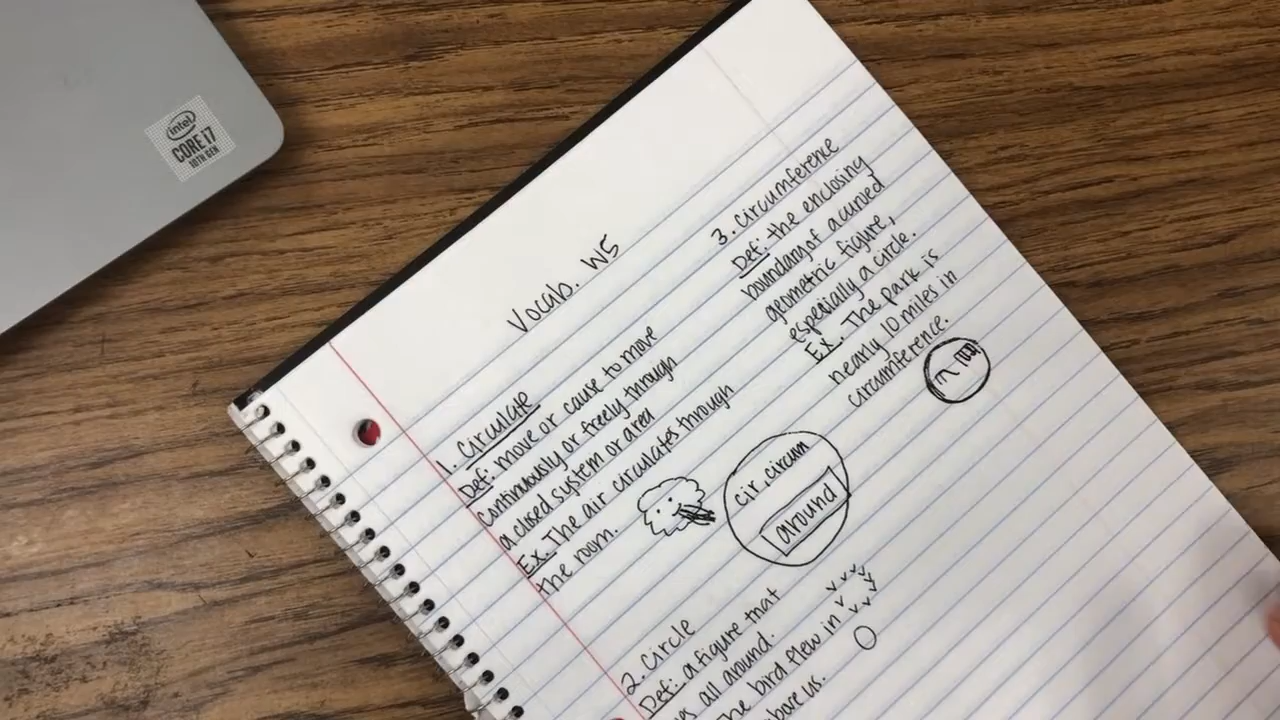 intel
CORE i7
10TH GEN
Vocab. W5
1. Circulate
Def: move or cause to move
continuously or freely through
a closed system or area
Ex. The air circulates through
the room.
cir, circum
around
2. Circle
Def: a figure that
all around.
The bird flew in
us.
3. Circumference
Def: the enclosing
boundary of a curved
geometric figure,
especially a circle.
Ex. The park is
nearly 10 miles in
circumference.